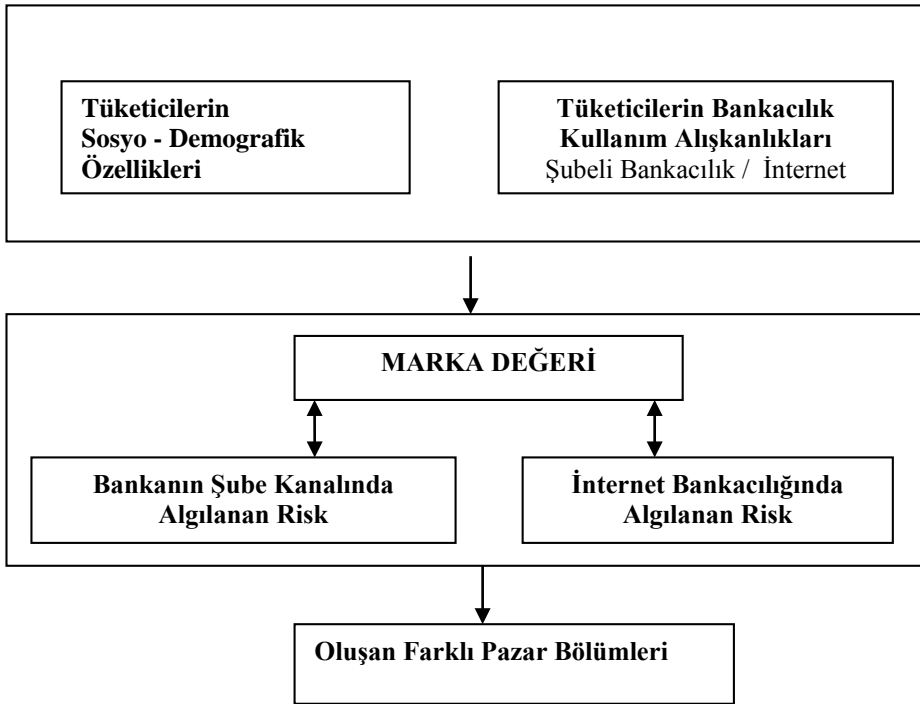 Tüketicilerin
Sosyo - Demografik
Özellikleri
Tüketicilerin Bankacılık
Kullanım Alışkanlıkları
Şubeli Bankacılık / İnternet
MARKA DEĞERİ
Bankanın Şube Kanalında
Algılanan Risk
İnternet Bankacılığında
Algılanan Risk
Oluşan Farklı Pazar Bölümleri